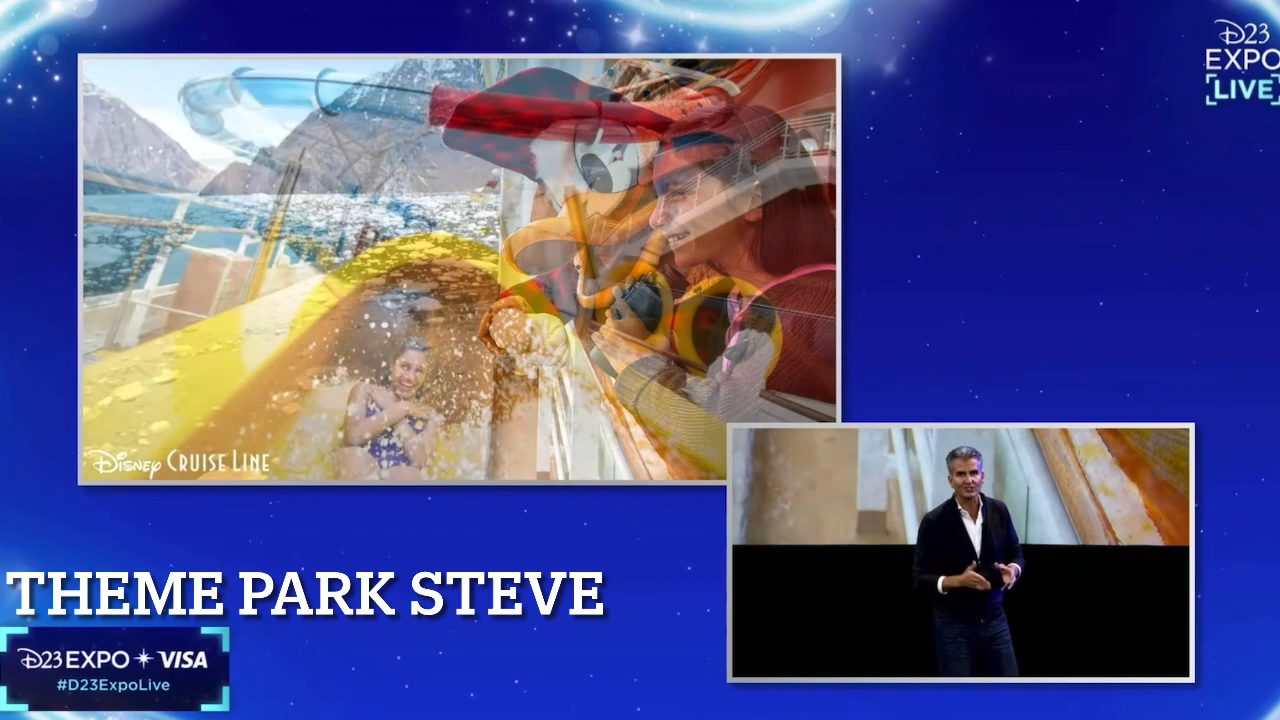 D23
EXPO
LIVE
Disney CRUISE LINE
THEME PARK STEVE
D23 EXPO VISA
#D23ExpoLive